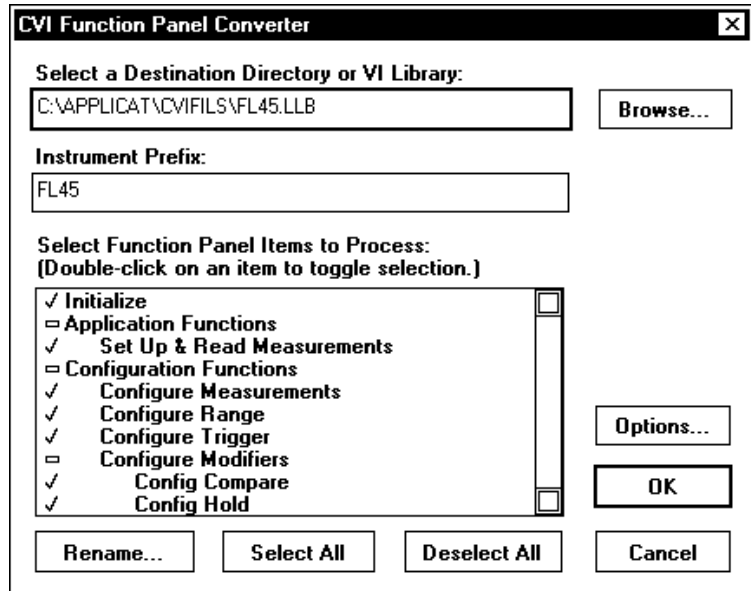 CVI Function Panel Converter
Select a Destination Directory or VI Library:
C:\APPLICAT\CVIFILS\FL45.LLB
Browse...
Instrument Prefix:
FL45
Select Function Panel Items to Process:
(Double-click on an item to toggle selection.)
Initialize
Application Functions
Set Up & Read Measurements
Configuration Functions
Configure Measurements
Configure Range
Configure Trigger
Configure Modifiers
Config Compare
Config Hold
Options...
OK
Rename...
Select All
Deselect All
Cancel